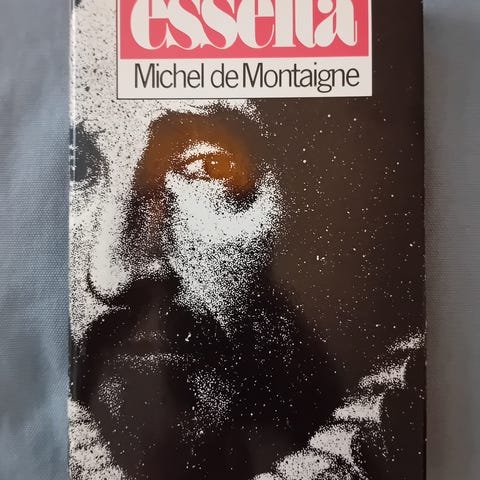 esseitä
Michel de Montaigne